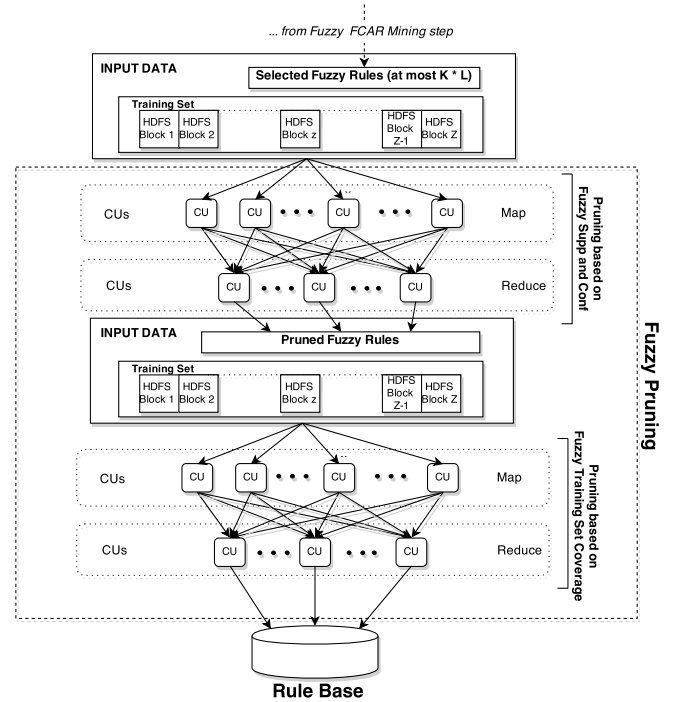 ... from Fuzzy FCAR Mining step
INPUT DATA
Selected Fuzzy Rules (at most K * L)
Training Set
HDFS
Block 1
HDFS
Block 2
HDFS
Block z
HDFS
Block
Z-1
HDFS
Block Z
CUs
CU
CU
CU
CU
Map
Pruning based on
Fuzzy Supp and Conf
CUs
CU
CU
CU
Reduce
INPUT DATA
Pruned Fuzzy Rules
Training Set
HDFS
Block 1
HDFS
Block 2
HDFS
Block z
HDFS
Block
Z-1
HDFS
Block Z
Fuzzy Pruning
CUs
CU
CU
CU
CU
Map
Pruning based on
Fuzzy Training Set Coverage
CUs
CU
CU
CU
Reduce
Rule Base